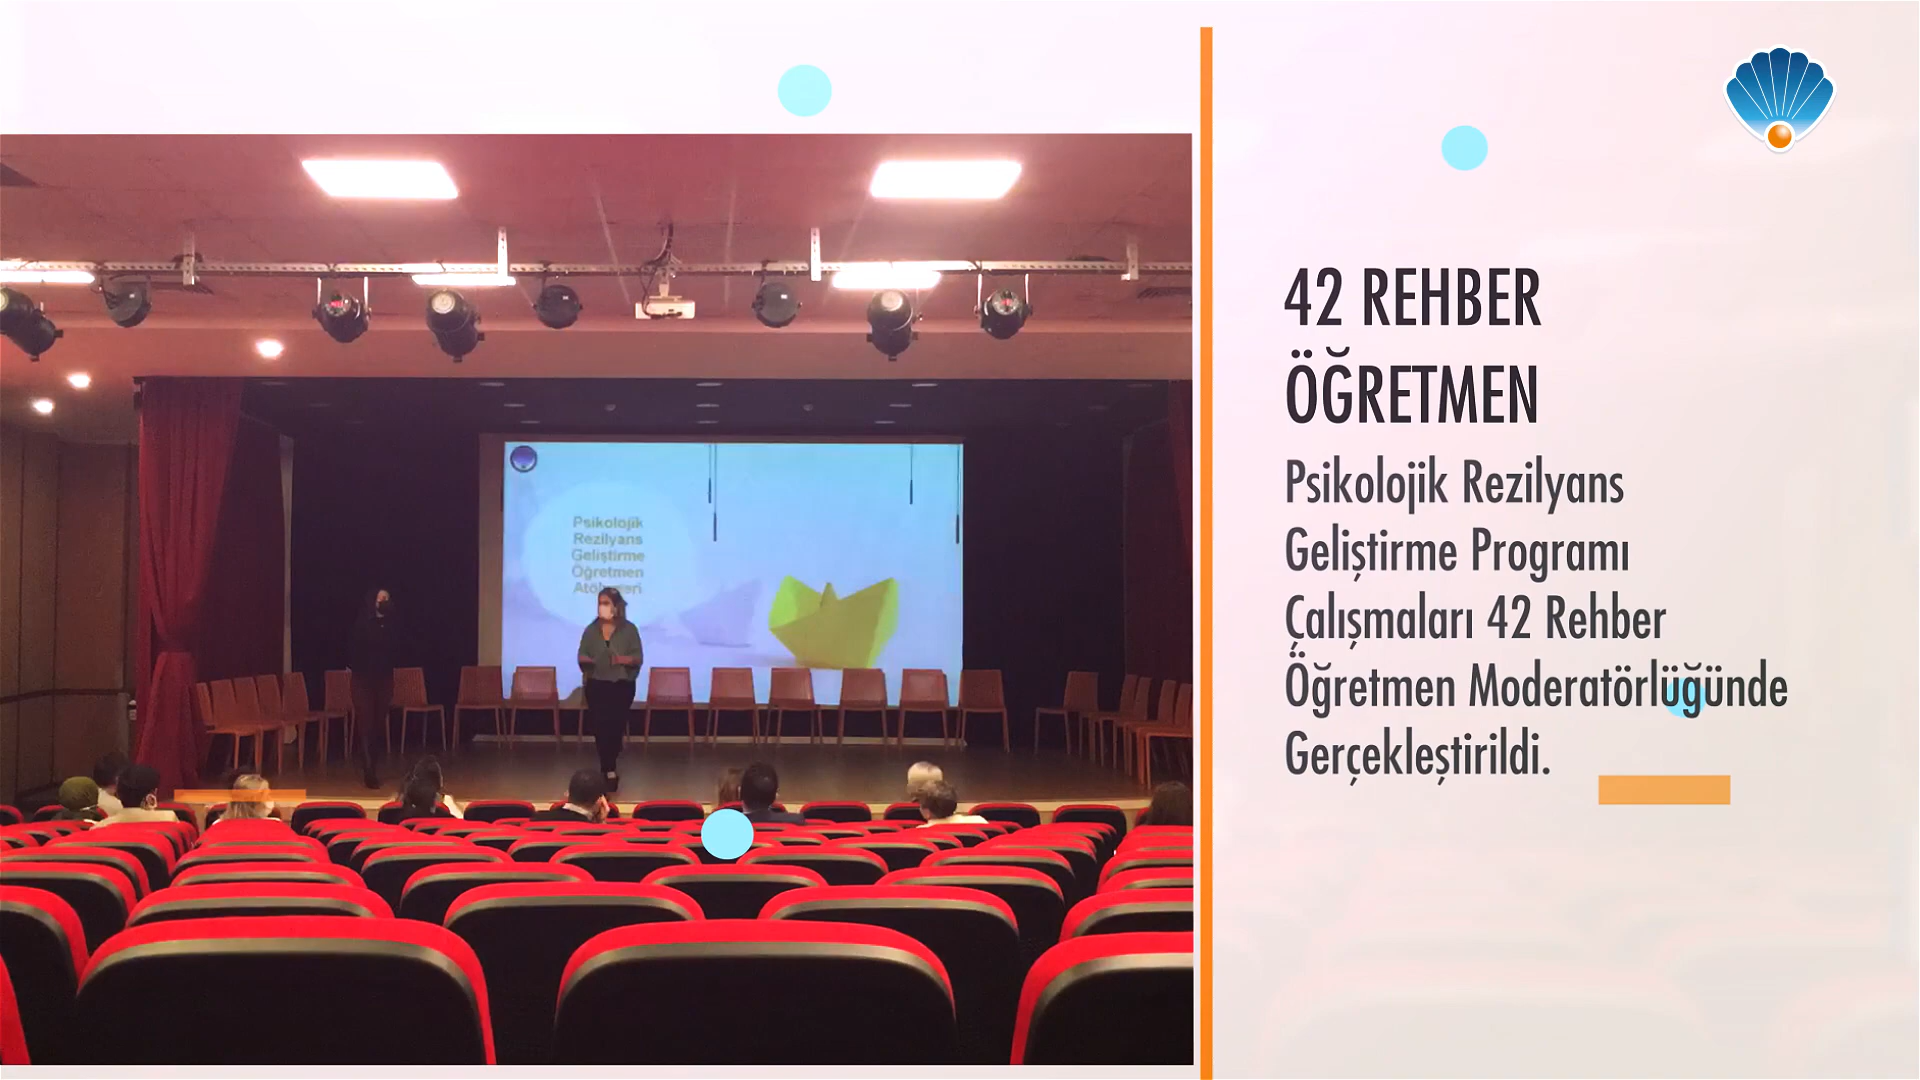 42 REHBER
ÖĞRETMEN
Psikolojik Rezilyans
Geliştirme Programı
Çalışmaları 42 Rehber
Öğretmen Moderatörlüğünde
Gerçekleştirildi.
Psikolojik
Rezilyans
Geliştirme
Öğretmen